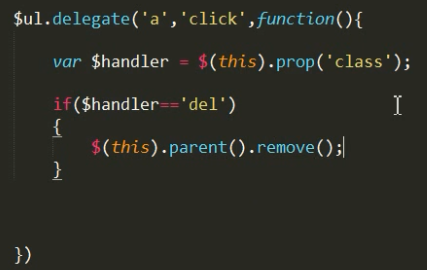 $ul.delegate('a','click',function(){
var $handler = $(this).prop('class');
if($handler=='del')
{
$(this).parent().remove();
}
})